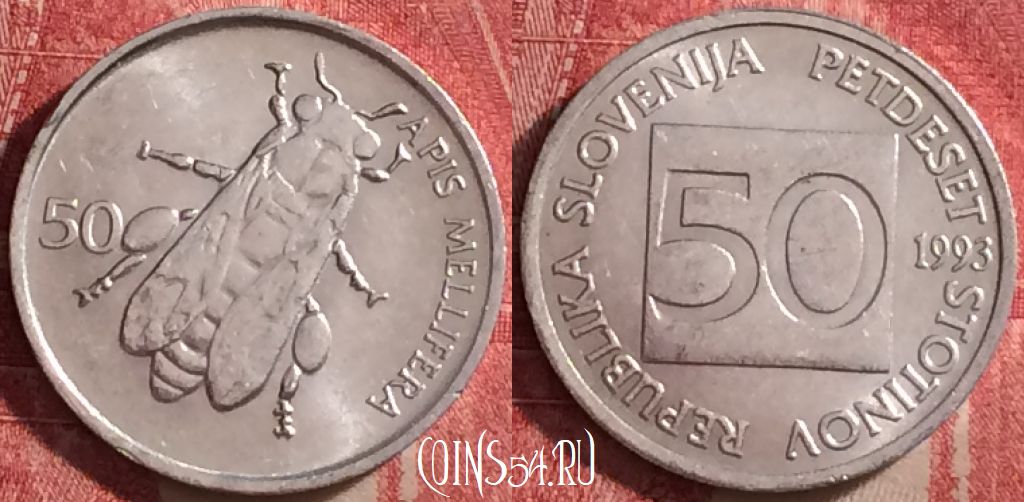 50
APIS MELLIFERA
REPUBLIKA SLOVENIJA
PETDESET STOTINOV
50
1993
COINS54.RU